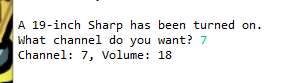 A 19-inch Sharp has been turned on.
What channel do you want? 7
Channel: 7, Volume: 18